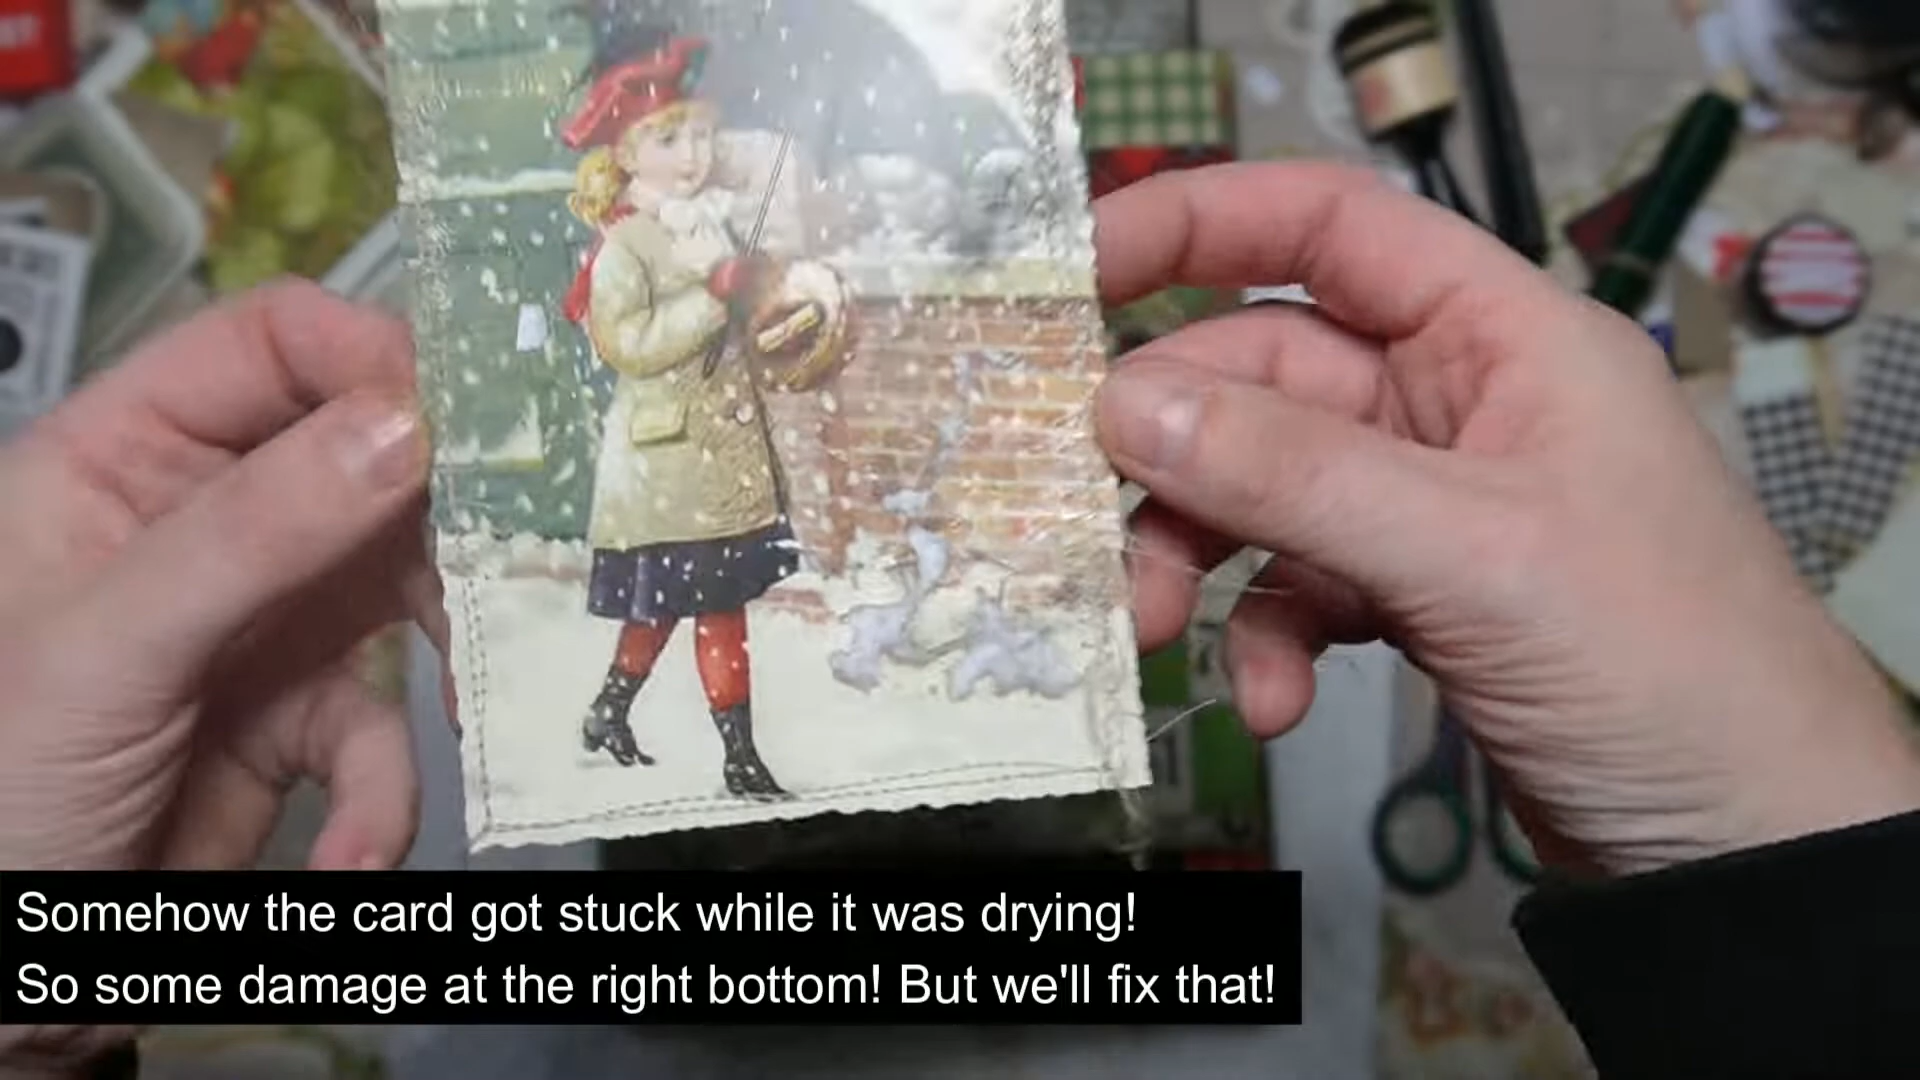 Somehow the card got stuck while it was drying!
So some damage at the right bottom! But we'll fix that!